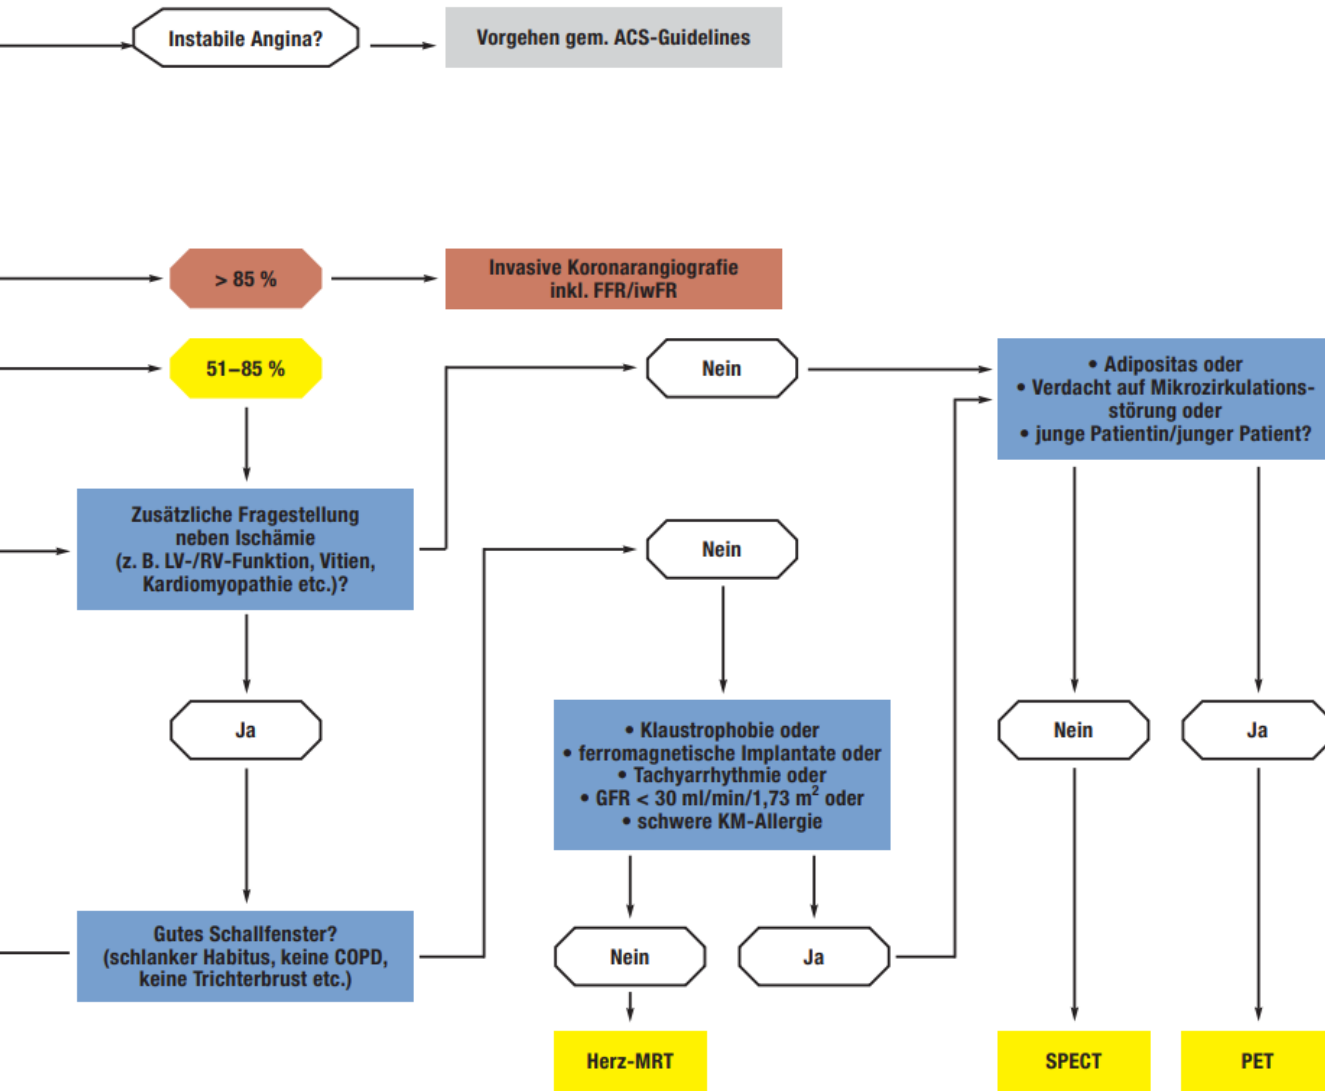 Instabile Angina?
Vorgehen gem. ACS-Guidelines
> 85 %
Invasive Koronarangiografie
inkl. FFR/iwFR
51–85 %
Nein
• Adipositas oder
• Verdacht auf Mikrozirkulations-
störung oder
• junge Patientin/junger Patient?
Zusätzliche Fragestellung
neben Ischämie
(z. B. LV-/RV-Funktion, Vitien,
Kardiomyopathie etc.)?
Nein
Ja
• Klaustrophobie oder
• ferromagnetische Implantate oder
• Tachyarrhythmie oder
• GFR < 30 ml/min/1,73 m² oder
• schwere KM-Allergie
Nein
Ja
Gutes Schallfenster?
(schlanker Habitus, keine COPD,
keine Trichterbrust etc.)
Nein
Ja
Herz-MRT
SPECT
PET